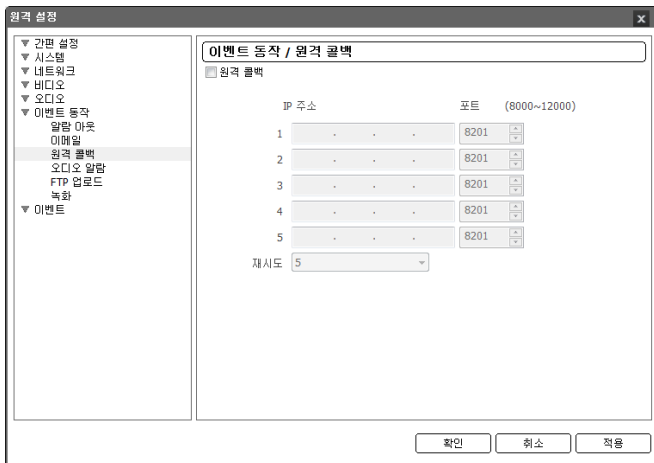 원격 설정
간편 설정
시스템
네트워크
비디오
오디오
이벤트 동작
알람 아웃
이메일
원격 콜백
오디오 알람
FTP 업로드
녹화
이벤트
이벤트 동작 / 원격 콜백
원격 콜백
IP 주소 포트 (8000~12000)
1 . . . 8201
2 . . . 8201
3 . . . 8201
4 . . . 8201
5 . . . 8201
재시도 5
확인 취소 적용